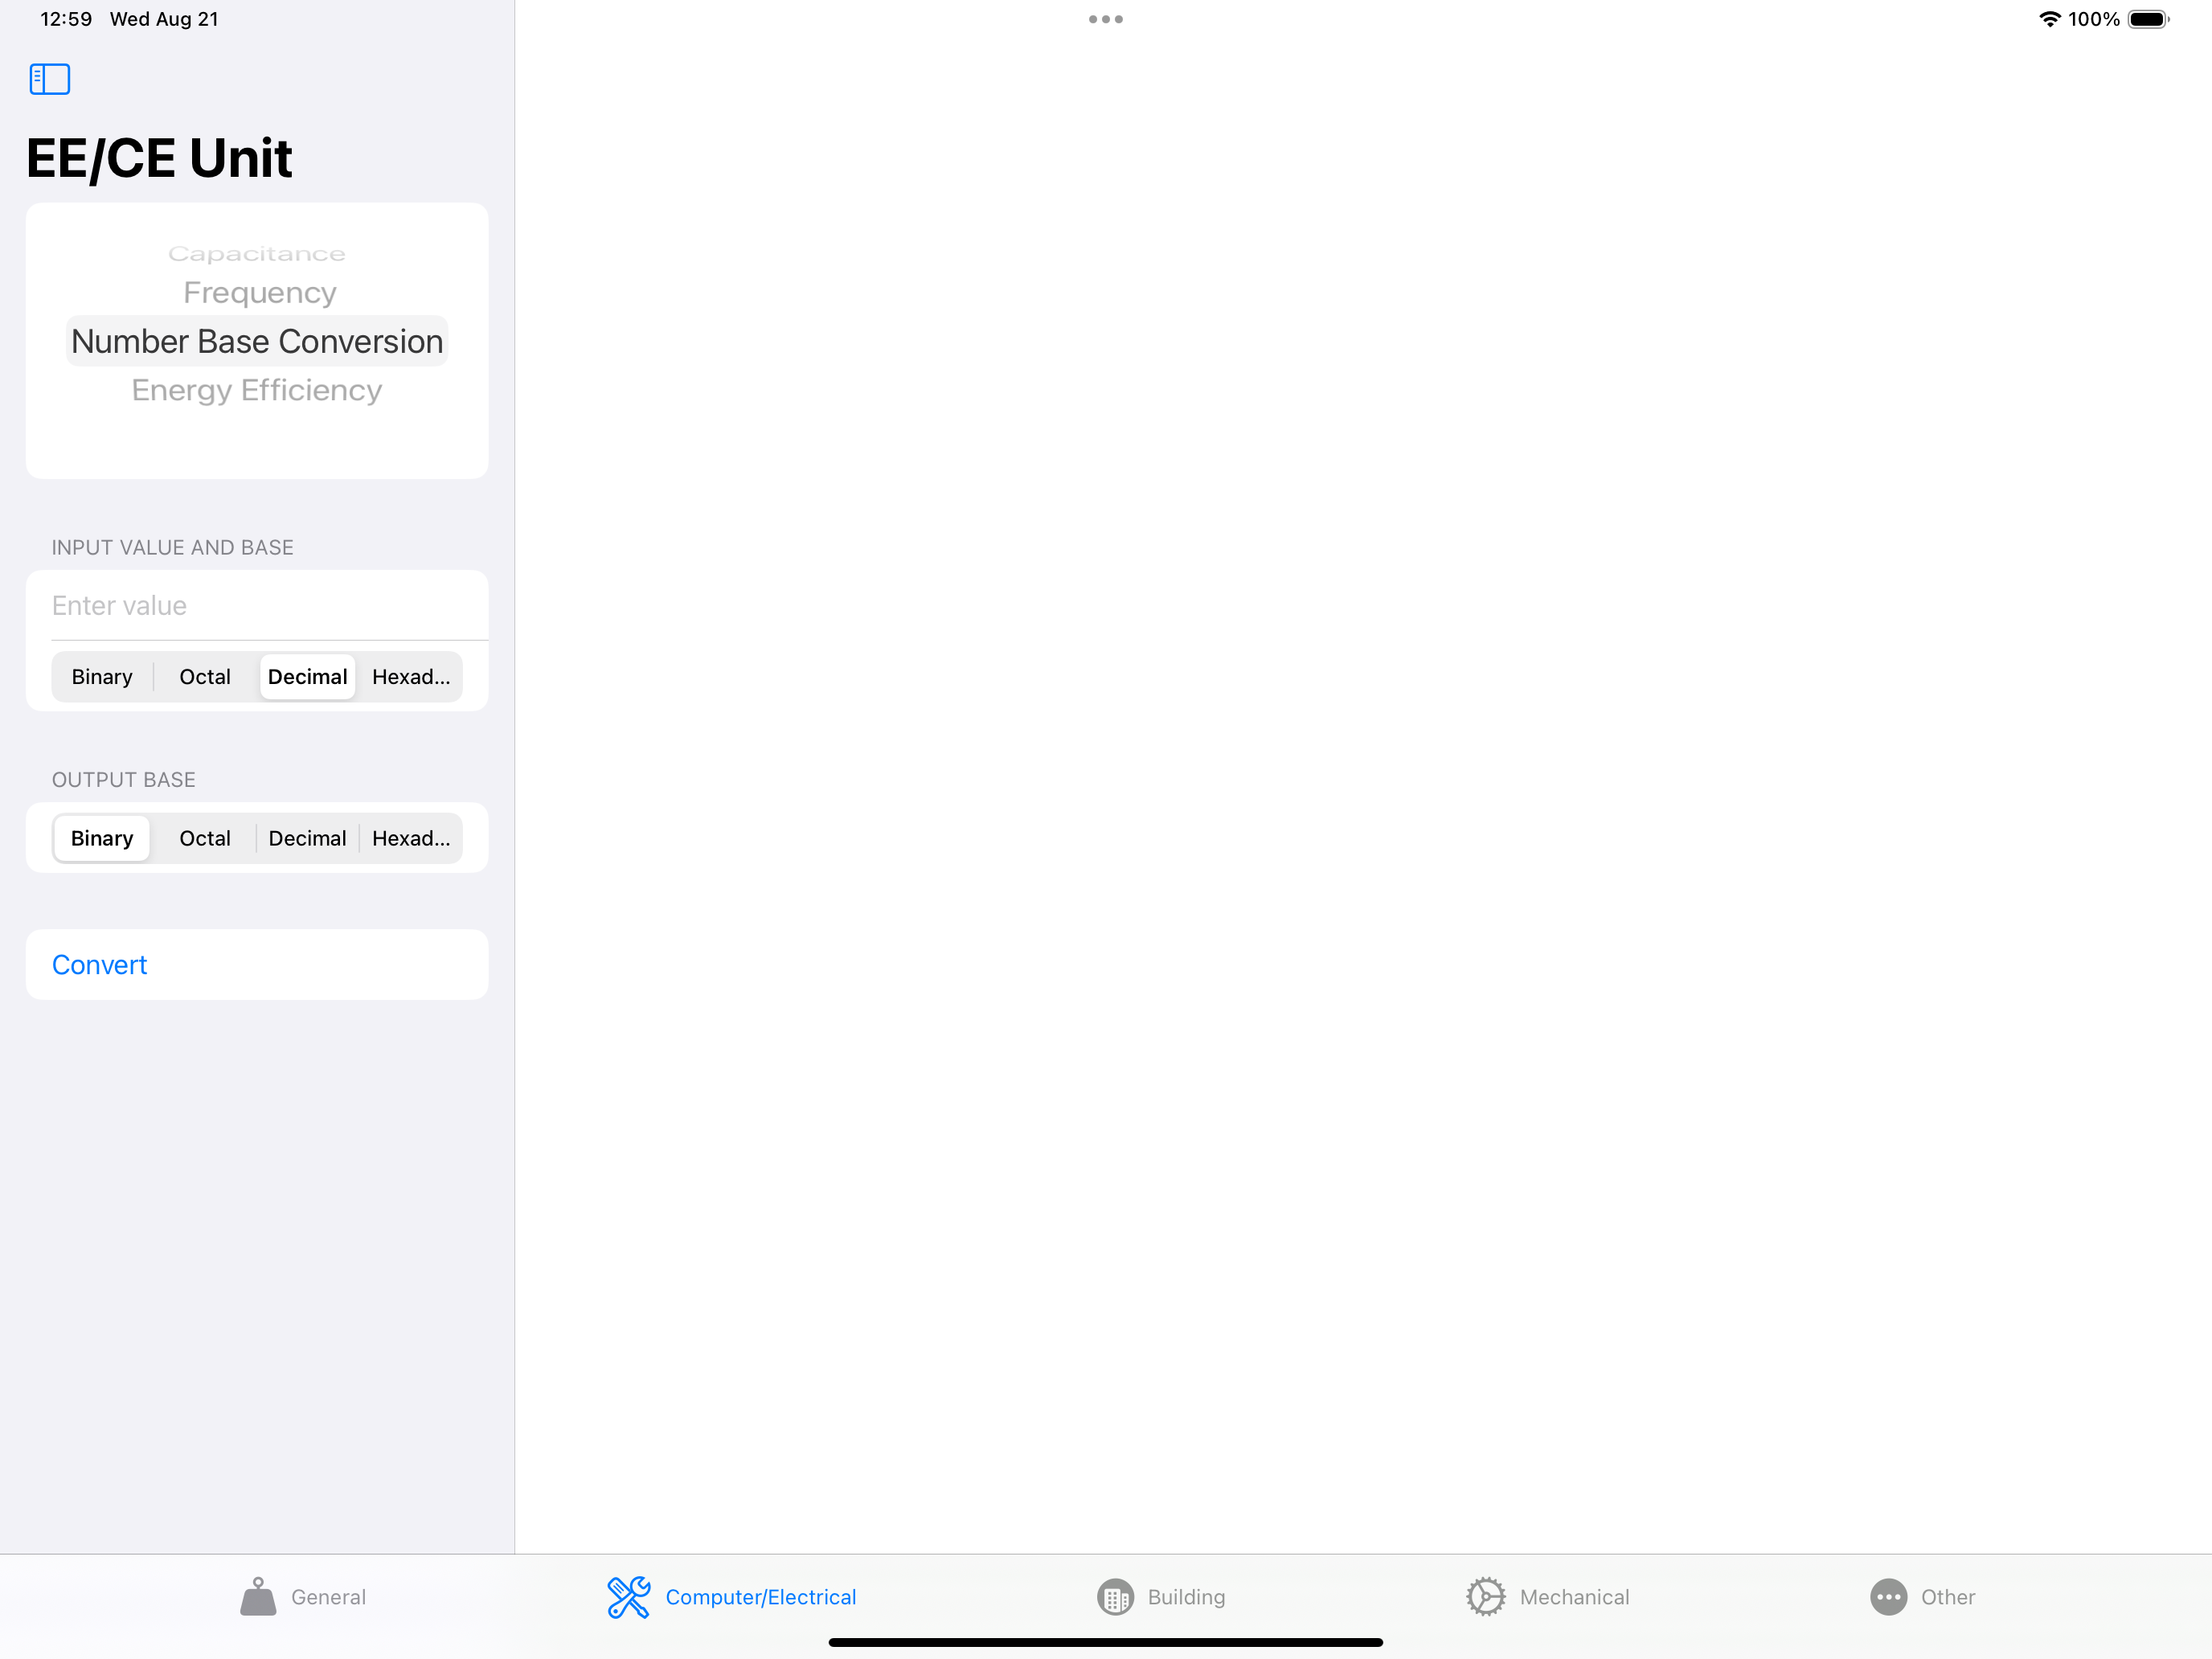 12:59 Wed Aug 21
100%
EE/CE Unit
Capacitance
Frequency
Number Base Conversion
Energy Efficiency
INPUT VALUE AND BASE
Enter value
Binary Octal Decimal Hexad...
OUTPUT BASE
Binary Octal Decimal Hexad...
Convert
General Computer/Electrical Building Mechanical Other